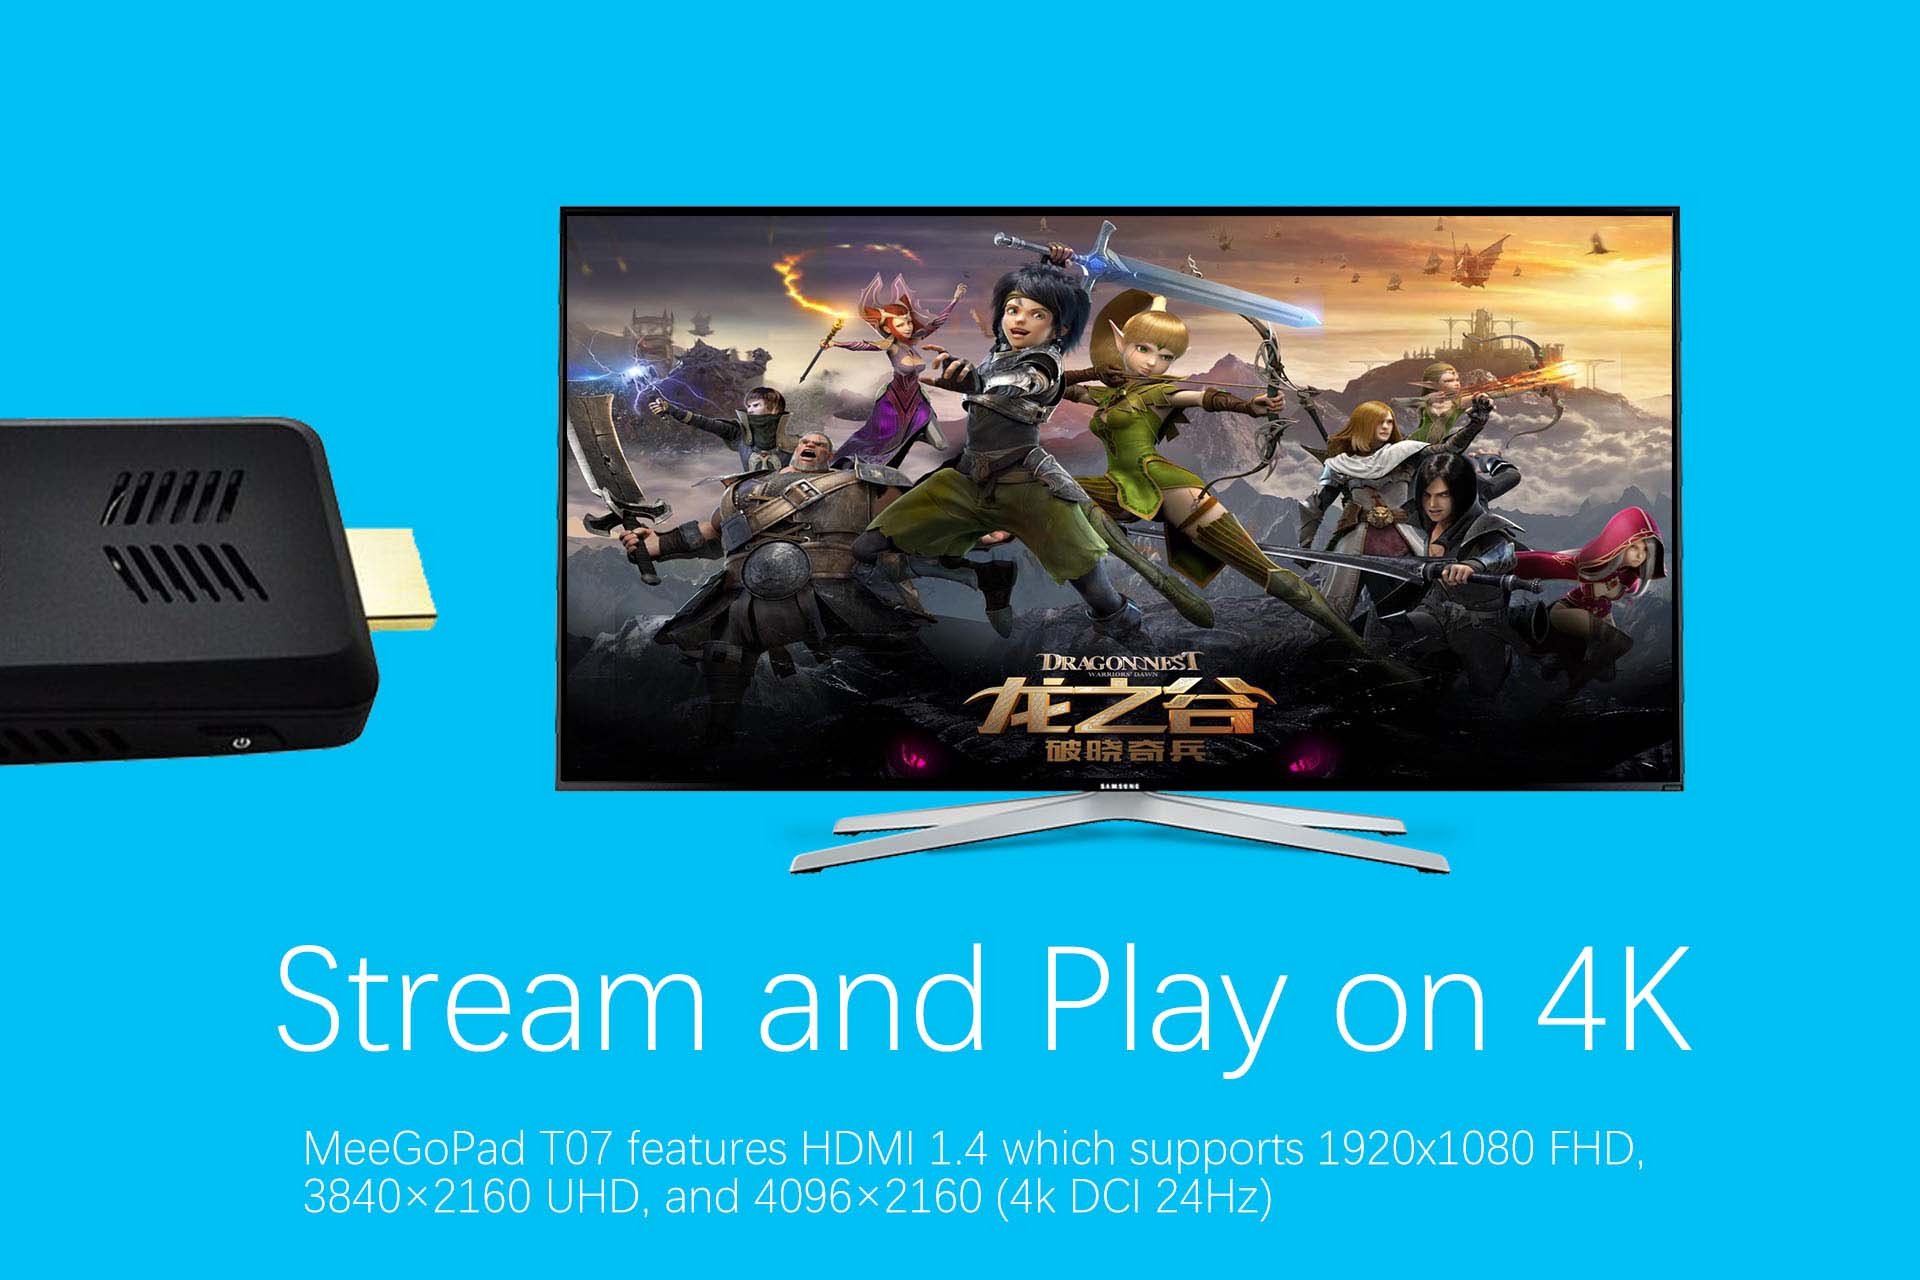 DRAGON NEST
WARRIORS' DAWN
龙之谷
破晓奇兵
SAMSUNG
Stream and Play on 4K
MeeGoPad T07 features HDMI 1.4 which supports 1920x1080 FHD,
3840×2160 UHD, and 4096×2160 (4k DCI 24Hz)